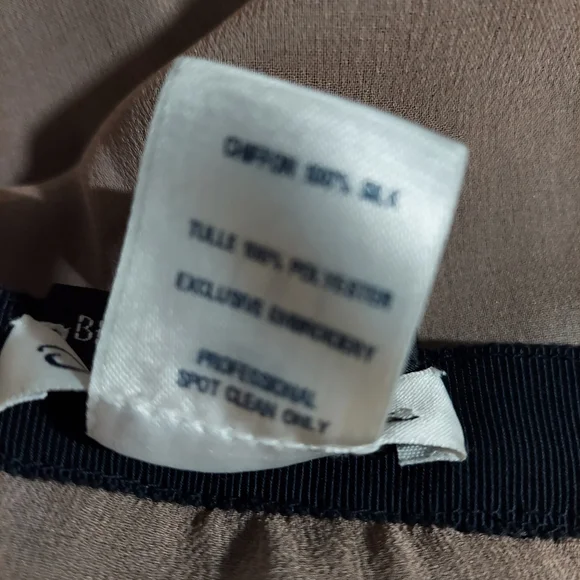 CHIFFON 100% SILK
TULLE 100% POLYESTER
EXCLUSIVE EMBROIDERY
PROFESSIONAL
SPOT CLEAN ONLY